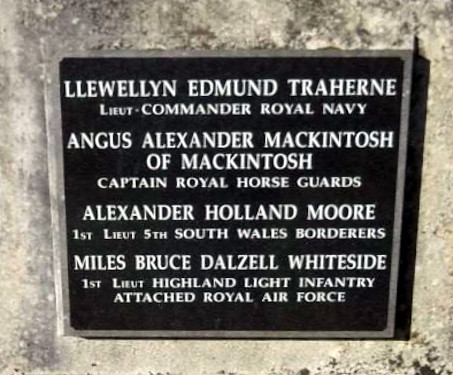 LLEWELLYN EDMUND TRAHERNE
LIEUT-COMMANDER ROYAL NAVY
ANGUS ALEXANDER MACKINTOSH
OF MACKINTOSH
CAPTAIN ROYAL HORSE GUARDS
ALEXANDER HOLLAND MOORE
1ST LIEUT 5TH SOUTH WALES BORDERERS
MILES BRUCE DALZELL WHITESIDE
1ST LIEUT HIGHLAND LIGHT INFANTRY
ATTACHED ROYAL AIR FORCE